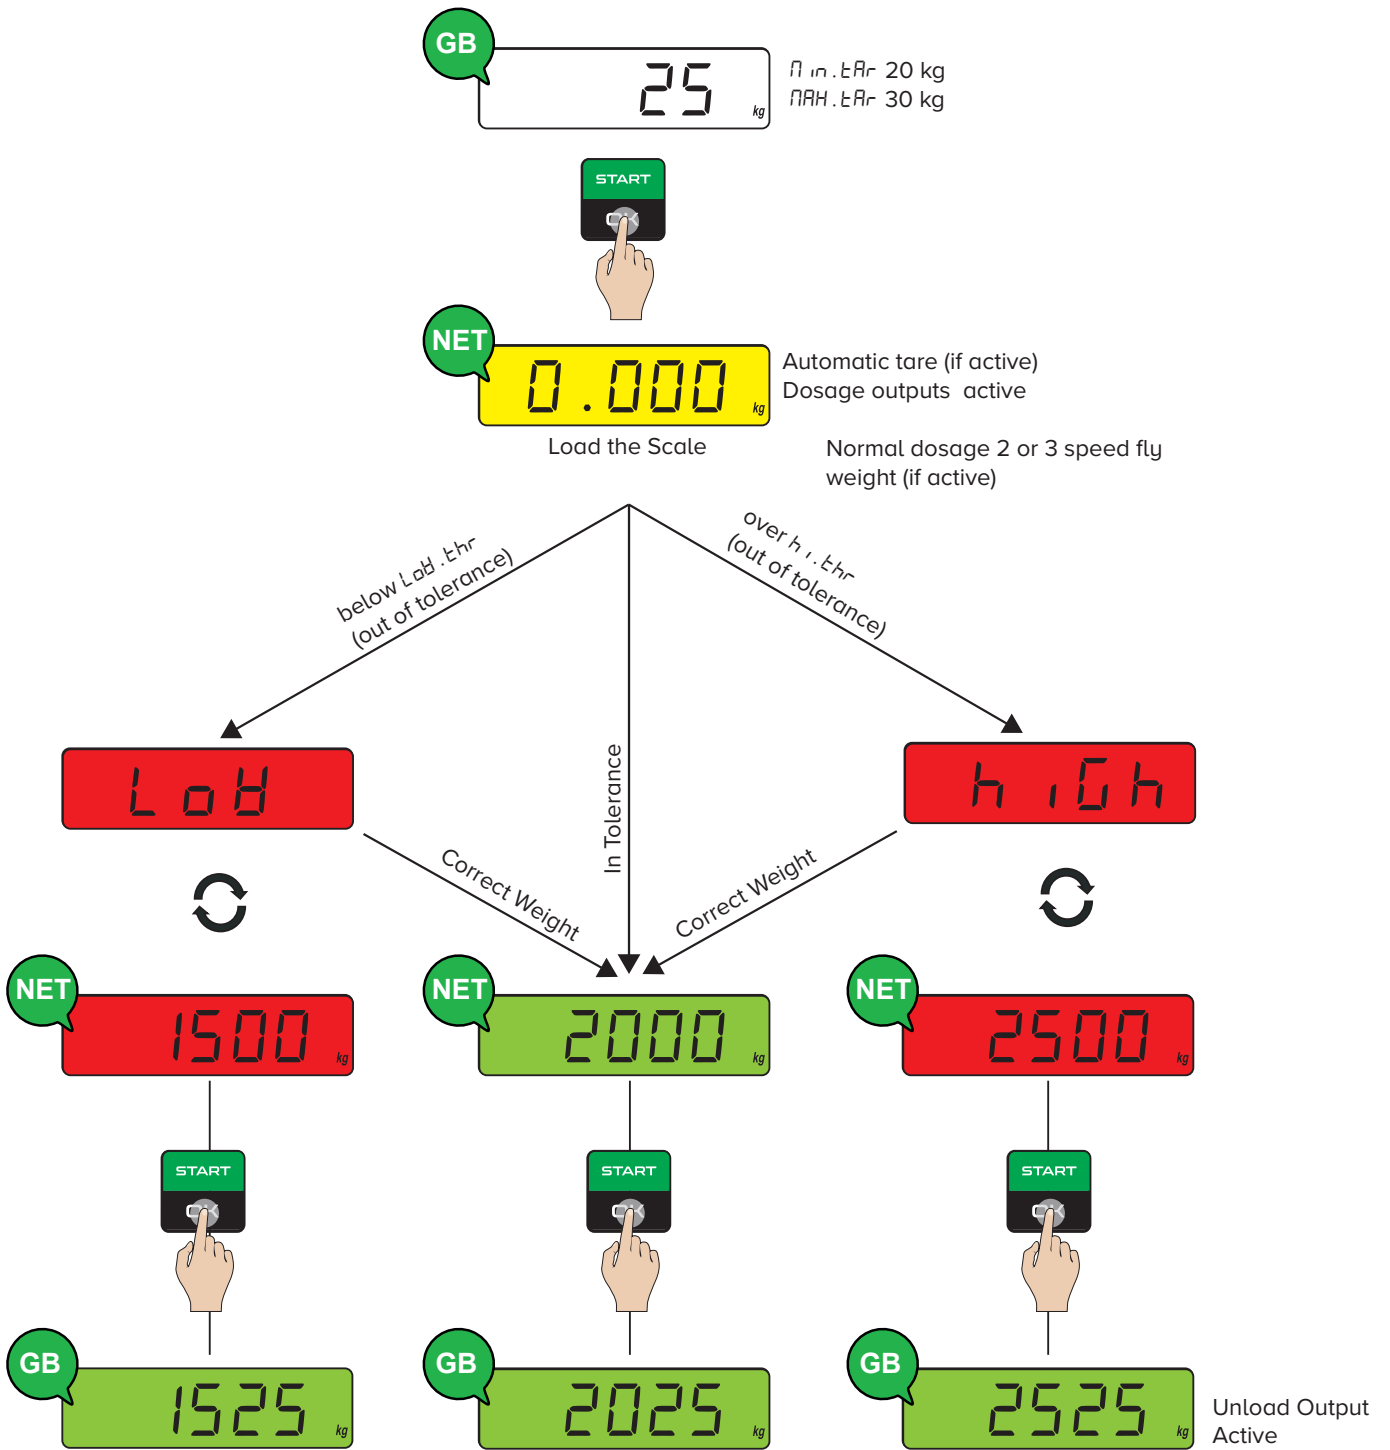 GB
25
kg
Min.tAr 20 kg
MAH.tAr 30 kg
START
OK
NET
0.000
kg
Automatic tare (if active)
Dosage outputs active
Load the Scale
Normal dosage 2 or 3 speed fly
weight (if active)
below LoW.thr
(out of tolerance)
over hi.thr
(out of tolerance)
In Tolerance
LoW
hiGh
Correct Weight
Correct Weight
NET
1500
kg
NET
2000
kg
NET
2500
kg
START
OK
START
OK
START
OK
GB
1525
kg
GB
2025
kg
GB
2525
kg
Unload Output
Active